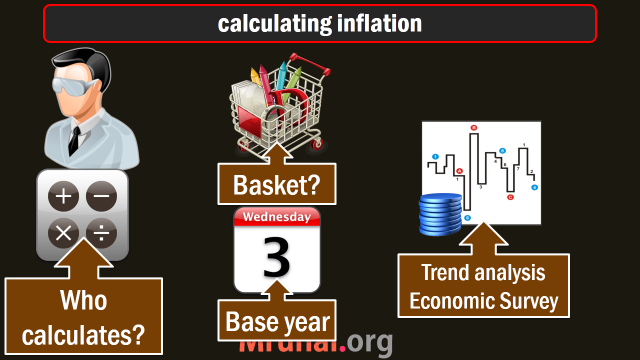 calculating inflation
Basket?
Wednesday
3
Base year
Who
calculates?
Trend analysis
Economic Survey
Mrunal.org